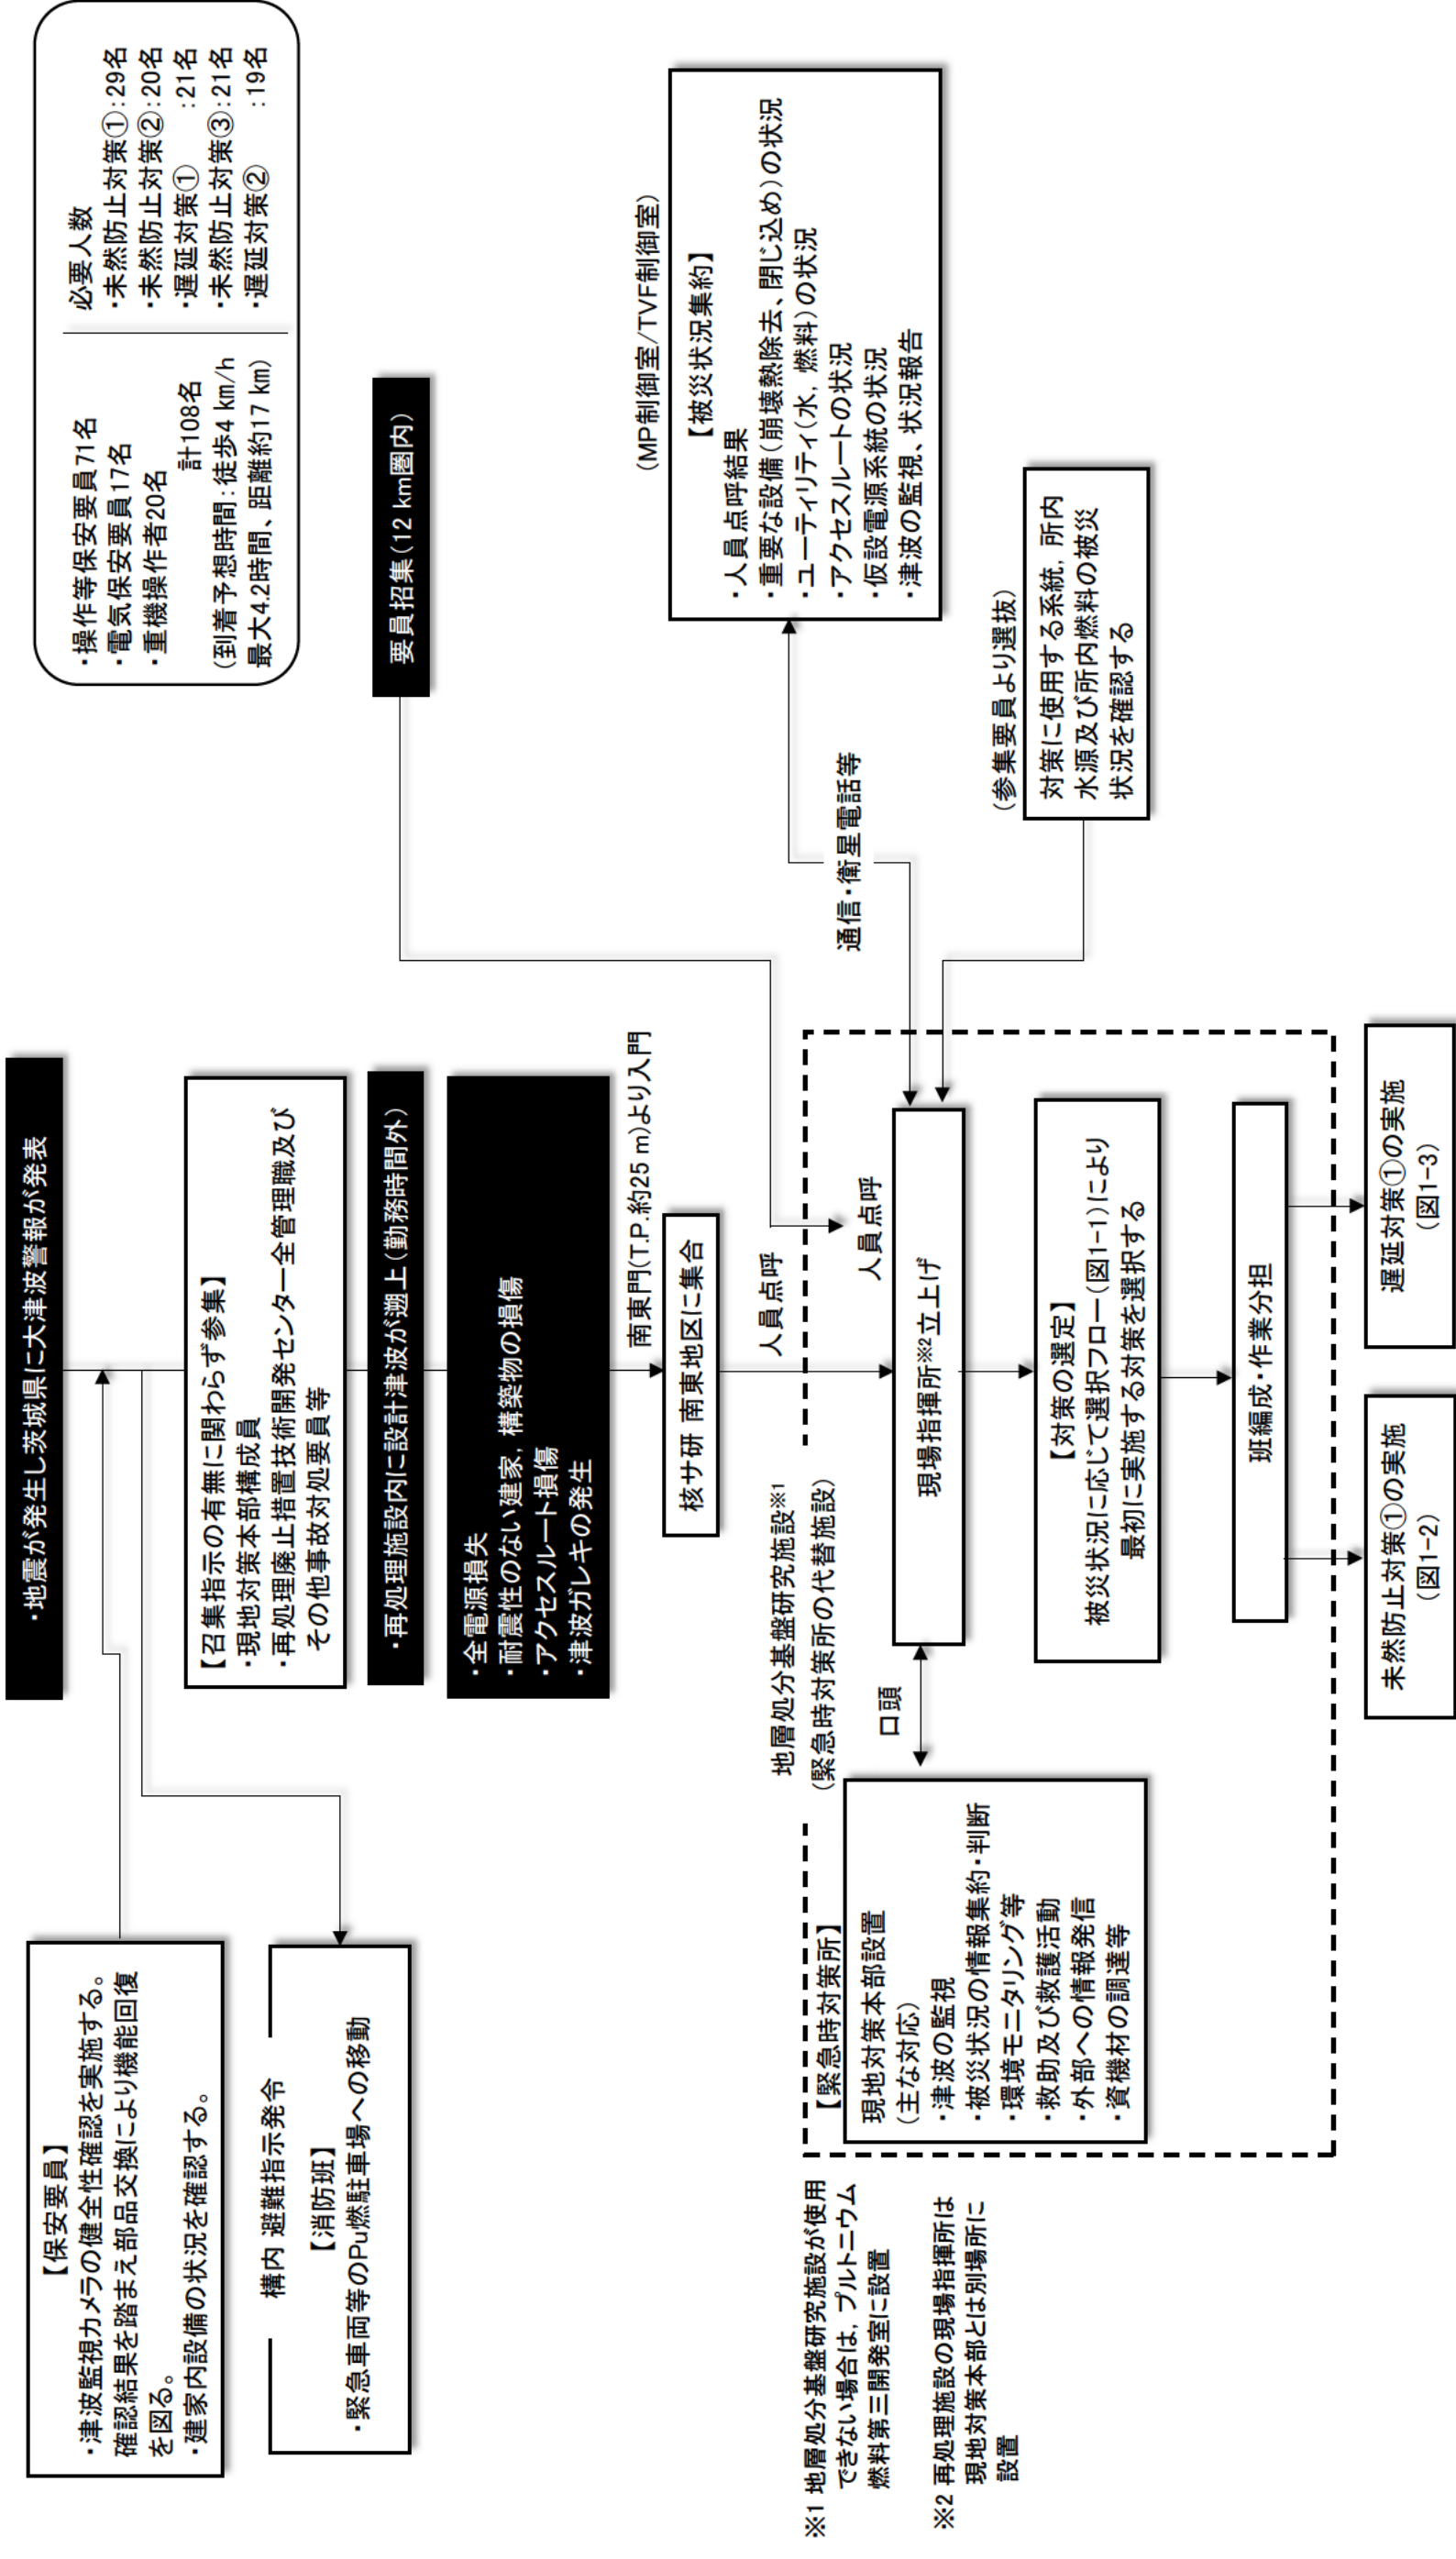 ・地震が発生し茨城県に大津波警報が発表
【保安要員】
・津波監視カメラの健全性確認を実施する。
確認結果を踏まえ部品交換により機能回復
を図る。
・建家内設備の状況を確認する。
構内 避難指示発令
【消防班】
・緊急車両等のPu燃駐車場への移動
【召集指示の有無に関わらず参集】
・現地対策本部構成員
・再処理廃止措置技術開発センター全管理職及び
その他事故対処要員等
・再処理施設内に設計津波が遡上(勤務時間外)
・全電源損失
・耐震性のない建家,構築物の損傷
・アクセスルート損傷
・津波ガレキの発生
・操作等保安要員71名
・電気保安要員17名
・重機操作者20名
計108名
(到着予想時間:徒歩4 km/h
最大4.2時間、距離約17 km)
必要人数
・未然防止対策①:29名
・未然防止対策②:20名
・遅延対策① :21名
・未然防止対策③:21名
・遅延対策② :19名
要員招集(12 km圏内)
南東門(T.P.約25 m)より入門
核サ研 南東地区に集合
人員点呼
人員点呼
(MP制御室/TVF制御室)
【被災状況集約】
・人員点呼結果
・重要な設備(崩壊熱除去、閉じ込め)の状況
・ユーティリティ(水,燃料)の状況
・アクセスルートの状況
・仮設電源系統の状況
・津波の監視、状況報告
通信・衛星電話等
(参集要員より選抜)
対策に使用する系統,所内
水源及び所内燃料の被災
状況を確認する
地層処分基盤研究施設※1
(緊急時対策所の代替施設)
【緊急時対策所】
現地対策本部設置
(主な対応)
・津波の監視
・被災状況の情報集約・判断
・環境モニタリング等
・救助及び救護活動
・外部への情報発信
・資機材の調達等
口頭
現場指揮所※2立上げ
【対策の選定】
被災状況に応じて選択フロー(図1-1)により
最初に実施する対策を選択する
班編成・作業分担
未然防止対策①の実施
(図1-2)
遅延対策①の実施
(図1-3)
※1 地層処分基盤研究施設が使用
できない場合は,プルトニウム
燃料第三開発室に設置
※2 再処理施設の現場指揮所は
現地対策本部とは別場所に
設置